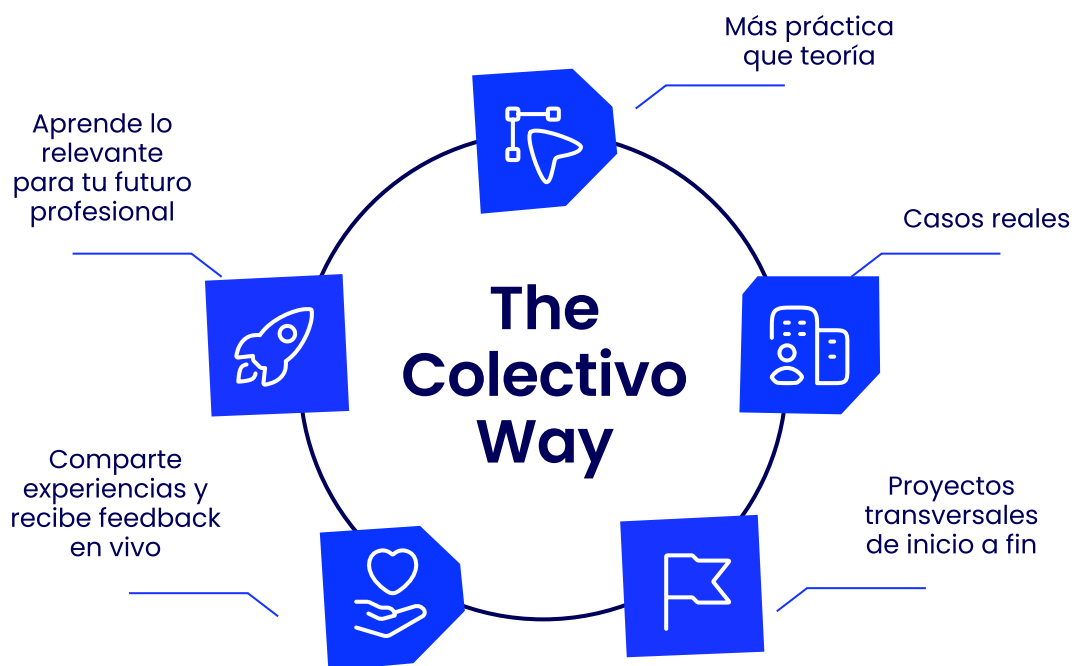 Más práctica
que teoría
Aprende lo
relevante
para tu futuro
profesional
Casos reales
The
Colectivo
Way
Comparte
experiencias y
recibe feedback
en vivo
Proyectos
transversales
de inicio a fin